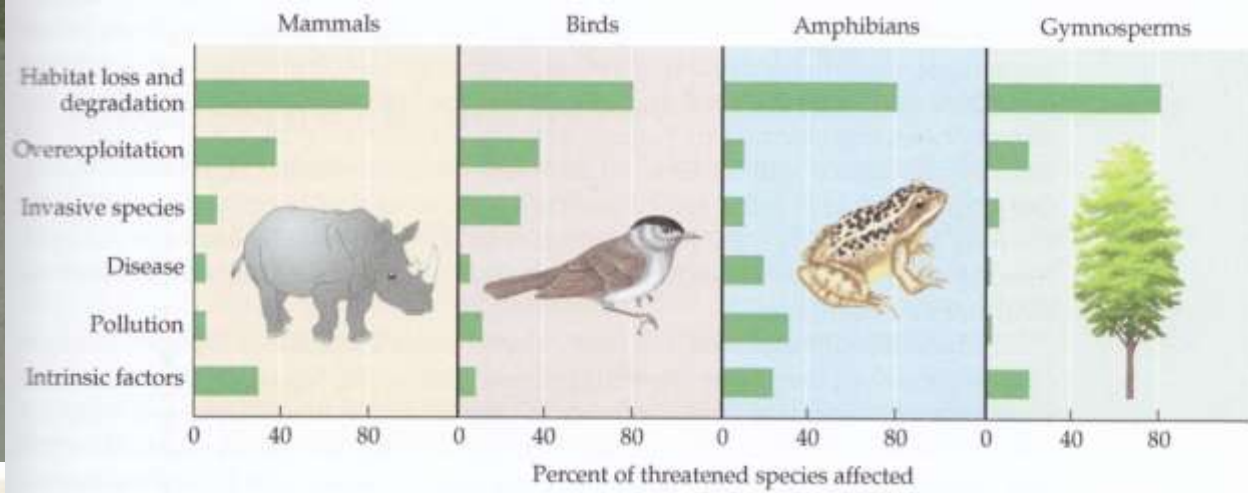 Mammals
Birds
Amphibians
Gymnosperms
Habitat loss and
degradation
Overexploitation
Invasive species
Disease
Pollution
Intrinsic factors
0 40 80 0 40 80 0 40 80 0 40 80
Percent of threatened species affected